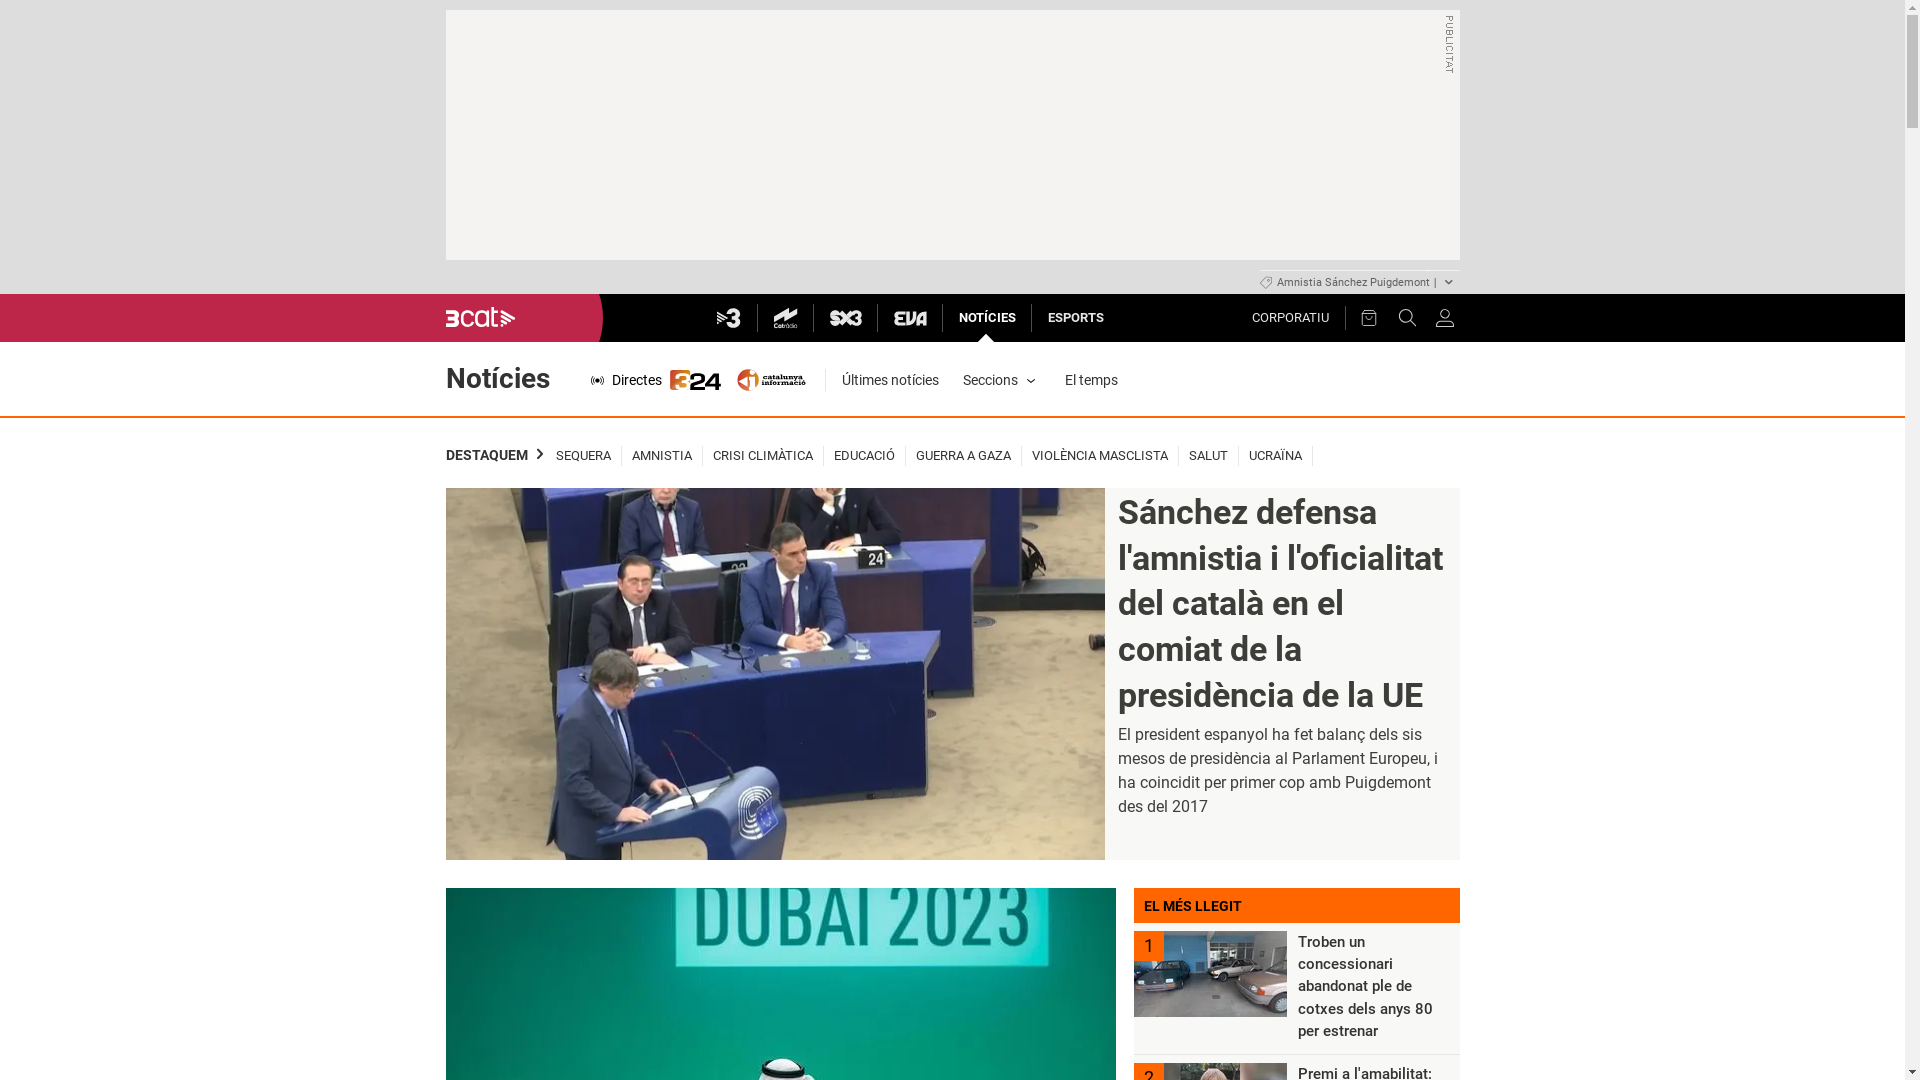 PUBLICITAT
Amnistia Sánchez Puigdemont |
3cat
3
Catràdio
SX3
EVA
NOTÍCIES
ESPORTS
CORPORATIU
Notícies
Directes
324
catalunya
informació
Últimes notícies
Seccions
El temps
DESTAQUEM
SEQUERA
AMNISTIA
CRISI CLIMÀTICA
EDUCACIÓ
GUERRA A GAZA
VIOLÈNCIA MASCLISTA
SALUT
UCRAÏNA
24
Sánchez defensa
l'amnistia i l'oficialitat
del català en el
comiat de la
presidència de la UE
El president espanyol ha fet balanç dels sis
mesos de presidència al Parlament Europeu, i
ha coincidit per primer cop amb Puigdemont
des del 2017
DUBAI 2023
EL MÉS LLEGIT
1
Troben un
concessionari
abandonat ple de
cotxes dels anys 80
per estrenar
2
Premi a l'amabilitat: